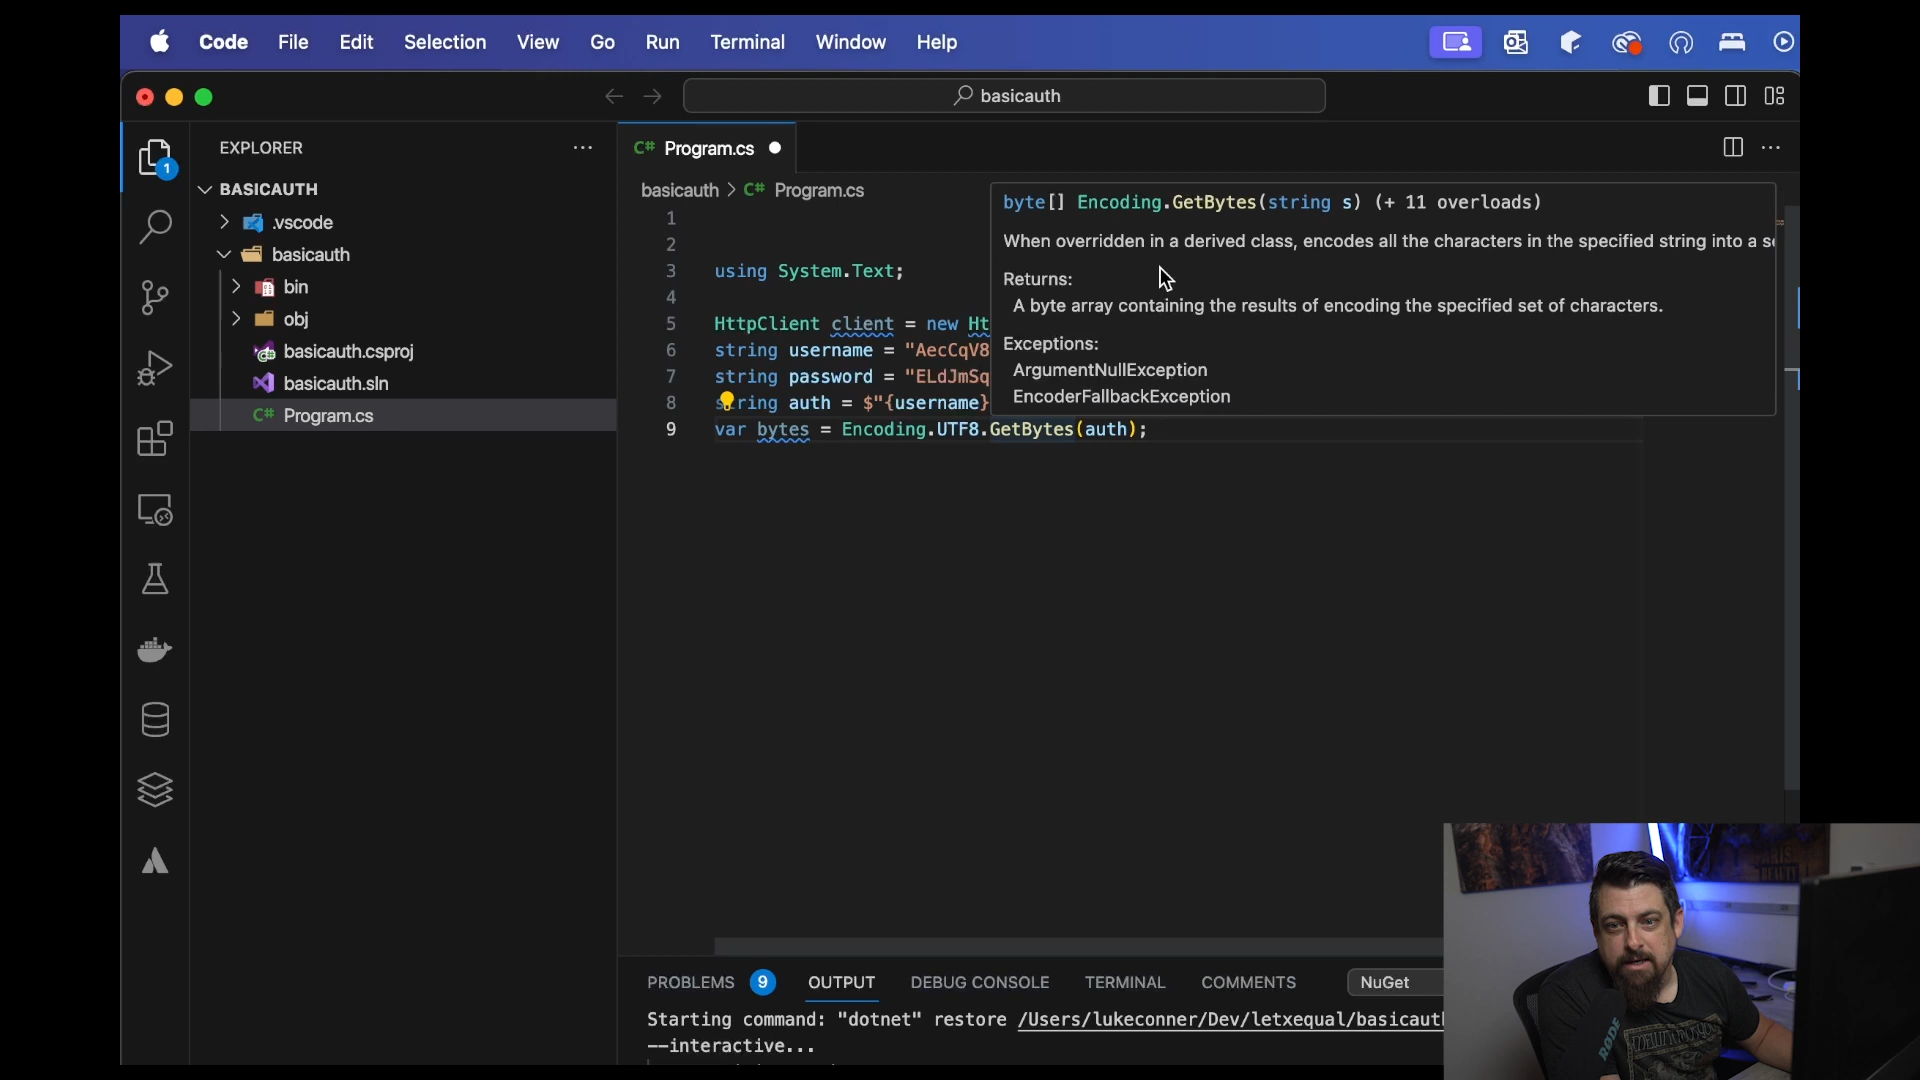 Code File Edit Selection View Go Run Terminal Window Help
basicauth
EXPLORER
Program.cs
1
BASICAUTH
.vscode
basicauth
bin
obj
basicauth.csproj
basicauth.sln
C# Program.cs
C# Program.cs
basicauth > C# Program.cs
byte[] Encoding.GetBytes(string s) (+ 11 overloads)
When overridden in a derived class, encodes all the characters in the specified string into a
Returns:
A byte array containing the results of encoding the specified set of characters.
Exceptions:
ArgumentNullException
EncoderFallbackException
1
2
3 using System.Text;
4
5 HttpClient client = new Ht
6 string username = "AecCqV8
7 string password = "ELdJmSq
8 string auth = $"{username}
9 var bytes = Encoding.UTF8.GetBytes(auth);
PROBLEMS 9 OUTPUT DEBUG CONSOLE TERMINAL COMMENTS NuGet
Starting command: "dotnet" restore /Users/lukeconner/Dev/letxequal/basicaut
--interactive...
RODE